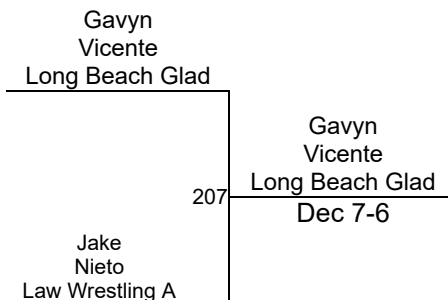 Gavyn
Vicente
Long Beach Glad
Gavyn
Vicente
Long Beach Glad
207
Dec 7-6
Jake
Nieto
Law Wrestling A